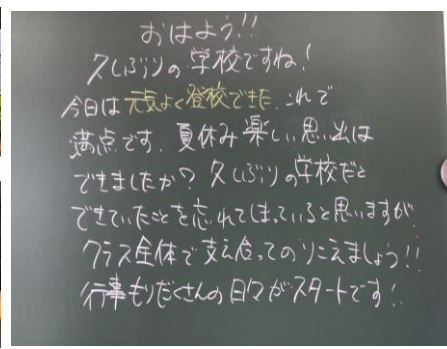 おはよう!!
久しぶりの学校ですね!
今日は元気よく登校できた。これで
満点です。夏休み楽しい思い出は
できましたか? 久しぶりの学校だと
できていたことを忘れてしまっていると思いますが
クラス全体で支え合ってのりこえましょう!!
行事もりだくさんの日々がスタートです!